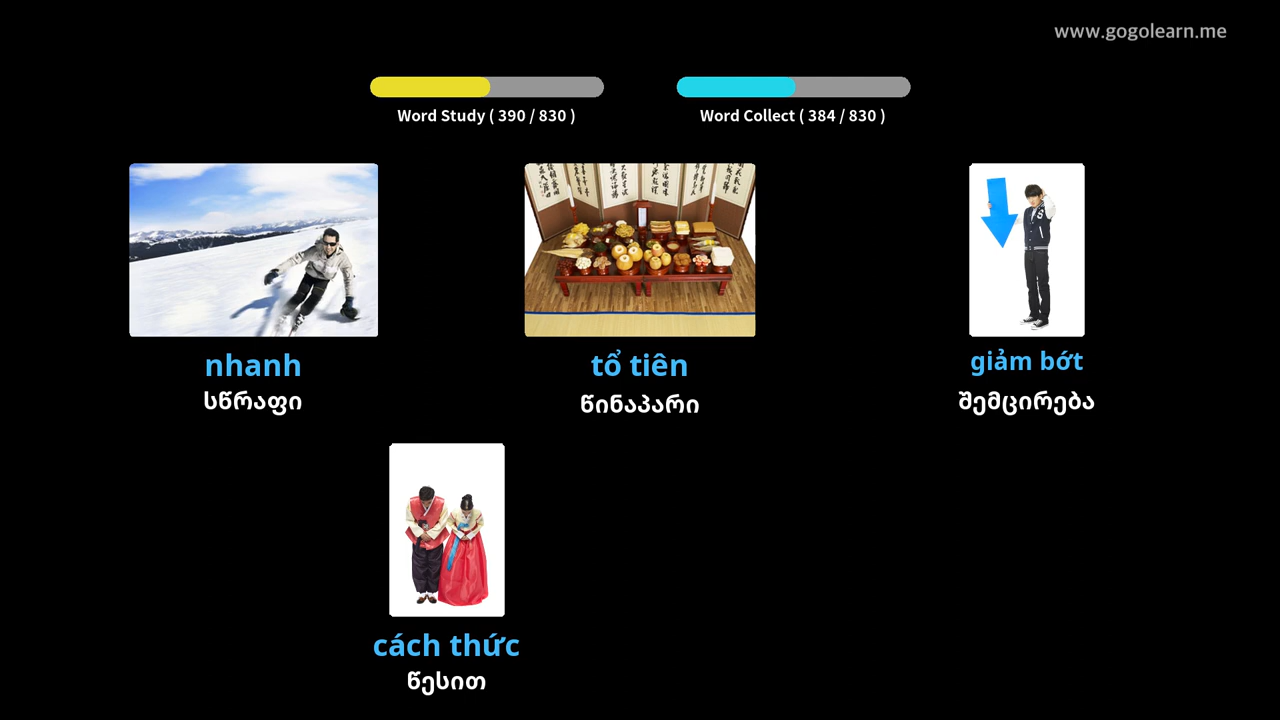 www.gogolearn.me
Word Study ( 390 / 830 )
Word Collect ( 384 / 830 )
nhanh
სწრაფი
tổ tiên
წინაპარი
giảm bớt
შემცირება
cách thức
წესით